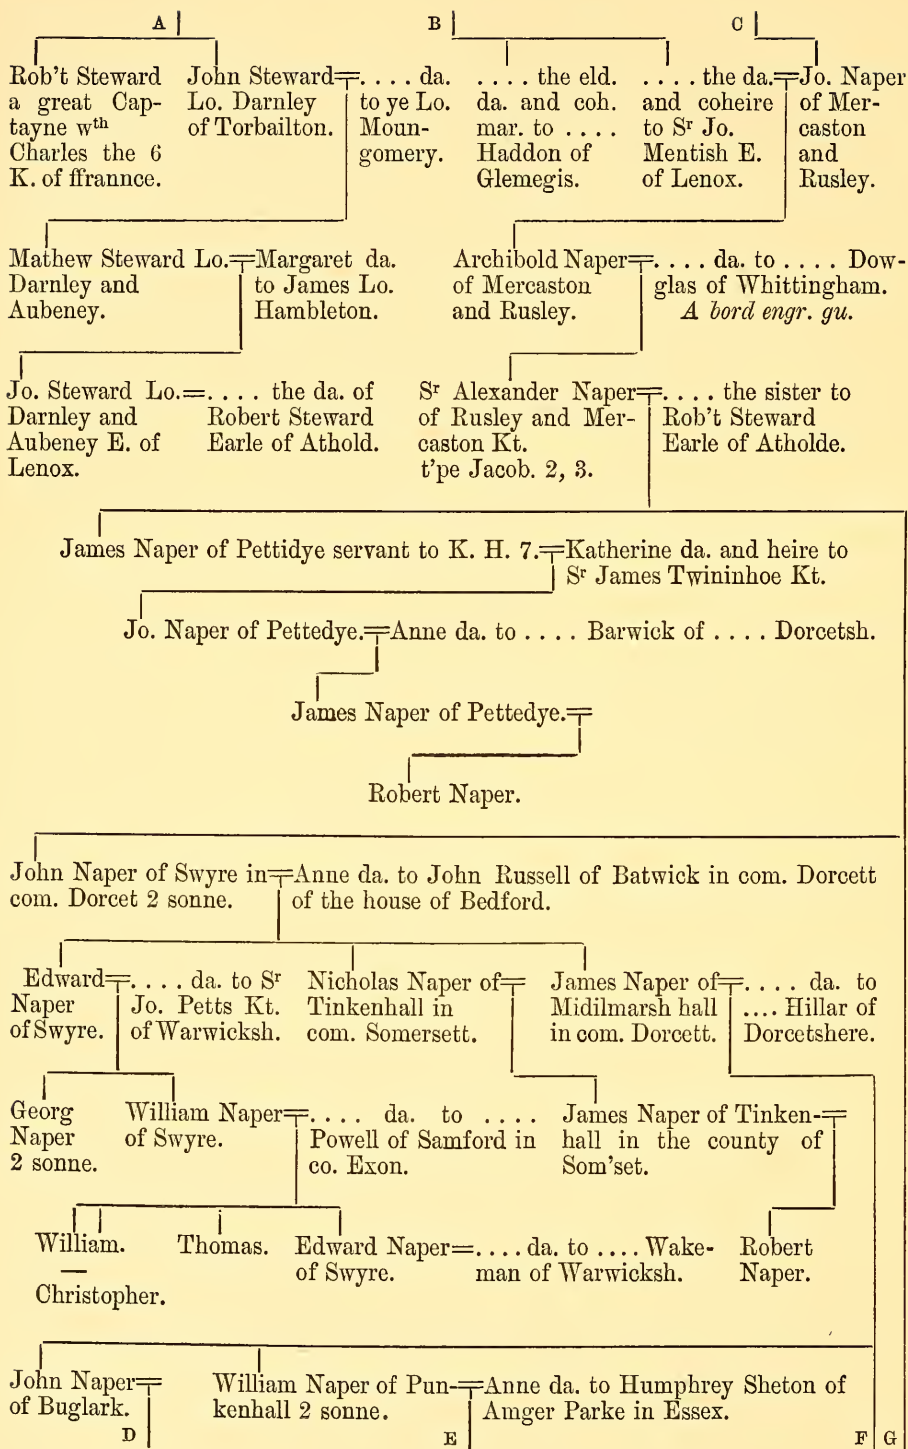 A B C
Rob't Steward
a great Cap-
tayne wth
Charles the 6
K. of ffrannce.
John Steward
Lo. Darnley
of Torbailton.
. . . . da.
to ye Lo.
Moun-
gomery.
. . . . the eld.
da. and coh.
mar. to . . . .
Haddon of
Glemegis.
. . . . the da.
and coheire
to Sr Jo.
Mentish E.
of Lenox.
Jo. Naper
of Mer-
caston
and
Rusley.
Mathew Steward Lo.
Darnley and
Aubeney.
Margaret da.
to James Lo.
Hambleton.
Archibold Naper
of Mercaston
and Rusley.
. . . . da. to . . . . Dow-
glas of Whittingham.
A bord engr. gu.
Jo. Steward Lo.
Darnley and
Aubeney E. of
Lenox.
= . . . . the da. of
Robert Steward
Earle of Athold.
Sr Alexander Naper
of Rusley and Mer-
caston Kt.
t'pe Jacob. 2, 3.
. . . . the sister to
Rob't Steward
Earle of Atholde.
James Naper of Pettidye servant to K. H. 7.
Katherine da. and heire to
Sr James Twininhoe Kt.
Jo. Naper of Pettedye.
Anne da. to . . . . Barwick of . . . . Dorcetsh.
James Naper of Pettedye.
Robert Naper.
John Naper of Swyre in
com. Dorcet 2 sonne.
Anne da. to John Russell of Batwick in com. Dorcett
of the house of Bedford.
Edward
Naper
of Swyre.
. . . . da. to Sr
Jo. Petts Kt.
of Warwicksh.
Nicholas Naper of
Tinkenhall in
com. Somersett.
James Naper of
Midilmarsh hall
in com. Dorcett.
. . . . da. to
. . . . Hillar of
Dorcetshere.
Georg
Naper
2 sonne.
William Naper
of Swyre.
. . . . da. to . . . .
Powell of Samford in
co. Exon.
James Naper of Tinken-
hall in the county of
Som'set.
William.
—
Christopher.
Thomas.
Edward Naper
of Swyre.
= . . . . da. to . . . . Wake-
man of Warwicksh.
Robert
Naper.
John Naper
of Buglark.
William Naper of Pun-
kenhall 2 sonne.
Anne da. to Humphrey Sheton of
Amger Parke in Essex.
D E F G